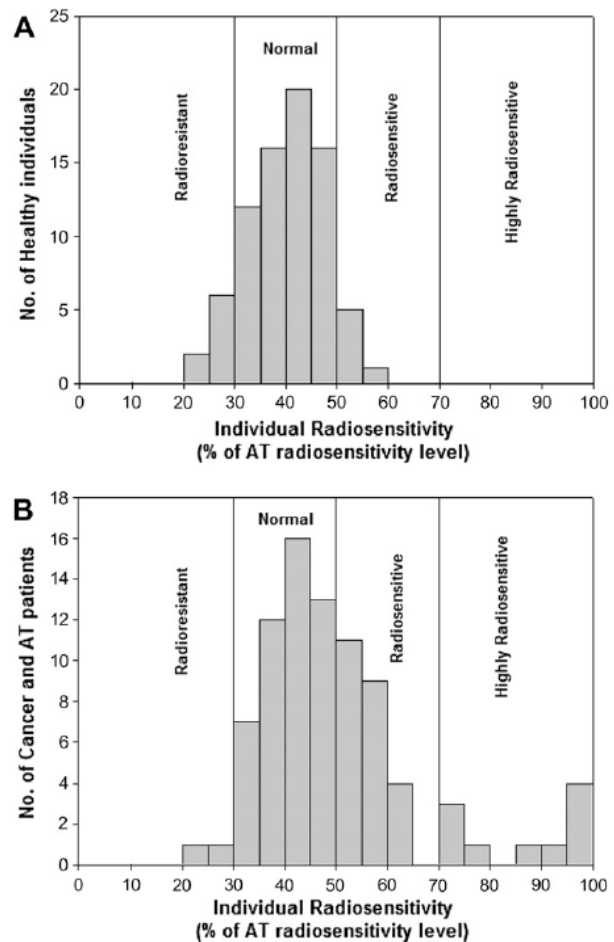 A
25
20
15
10
5
0
No. of Healthy individuals
Radioresistant
Normal
Radiosensitive
Highly Radiosensitive
0 10 20 30 40 50 60 70 80 90 100
Individual Radiosensitivity
(% of AT radiosensitivity level)
B
18
16
14
12
10
8
6
4
2
0
No. of Cancer and AT patients
Radioresistant
Normal
Radiosensitive
Highly Radiosensitive
0 10 20 30 40 50 60 70 80 90 100
Individual Radiosensitivity
(% of AT radiosensitivity level)